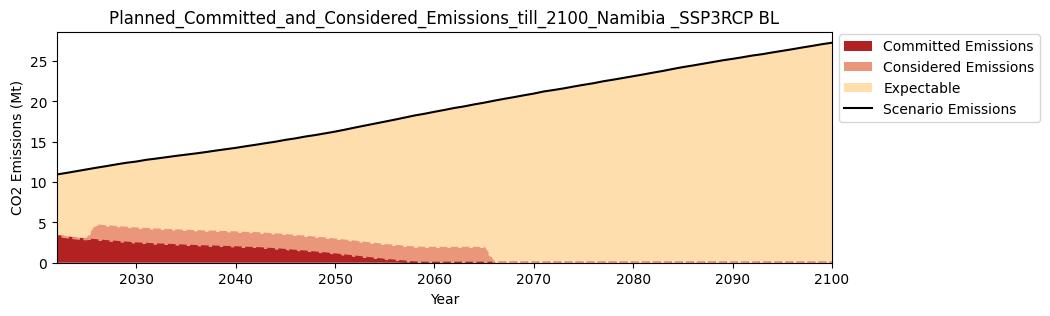 Planned_Committed_and_Considered_Emissions_till_2100_Namibia _SSP3RCP BL
CO2 Emissions (Mt)
25
20
15
10
5
0
2030 2040 2050 2060 2070 2080 2090 2100
Year
Committed Emissions
Considered Emissions
Expectable
Scenario Emissions